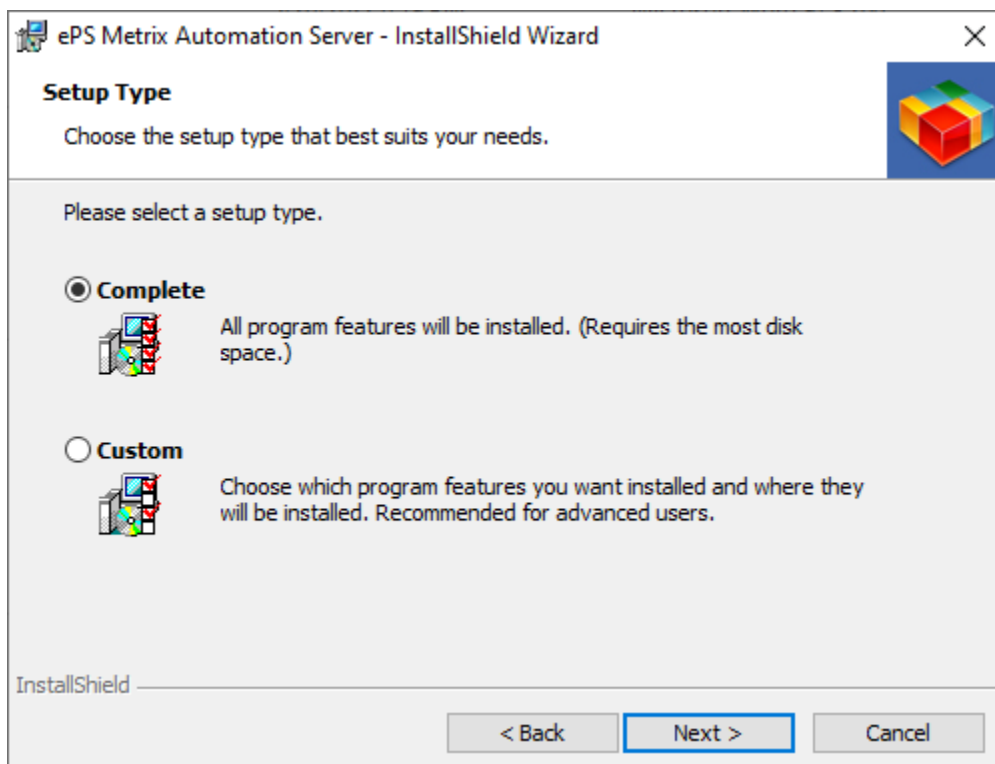 ePS Metrix Automation Server - InstallShield Wizard
Setup Type
Choose the setup type that best suits your needs.
Please select a setup type.
Complete
All program features will be installed. (Requires the most disk
space.)
Custom
Choose which program features you want installed and where they
will be installed. Recommended for advanced users.
InstallShield
< Back
Next >
Cancel